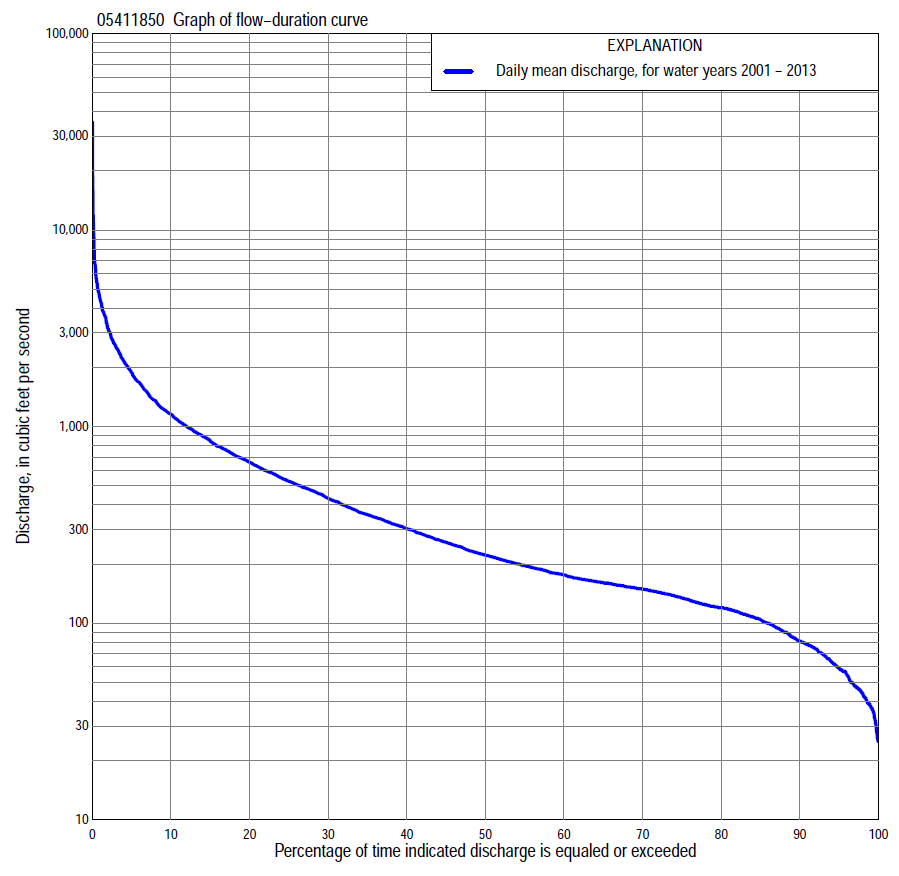 05411850 Graph of flow−duration curve
EXPLANATION
Daily mean discharge, for water years 2001 − 2013
100,000
30,000
10,000
3,000
1,000
300
100
30
10
Discharge, in cubic feet per second
0 10 20 30 40 50 60 70 80 90 100
Percentage of time indicated discharge is equaled or exceeded